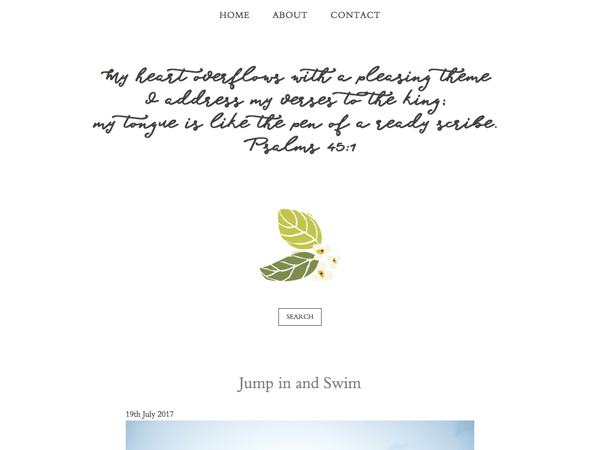 HOME ABOUT CONTACT
My heart overflows with a pleasing theme
I address my verses to the king;
my tongue is like the pen of a ready scribe.
Psalms 45:1
SEARCH
Jump in and Swim
19th July 2017